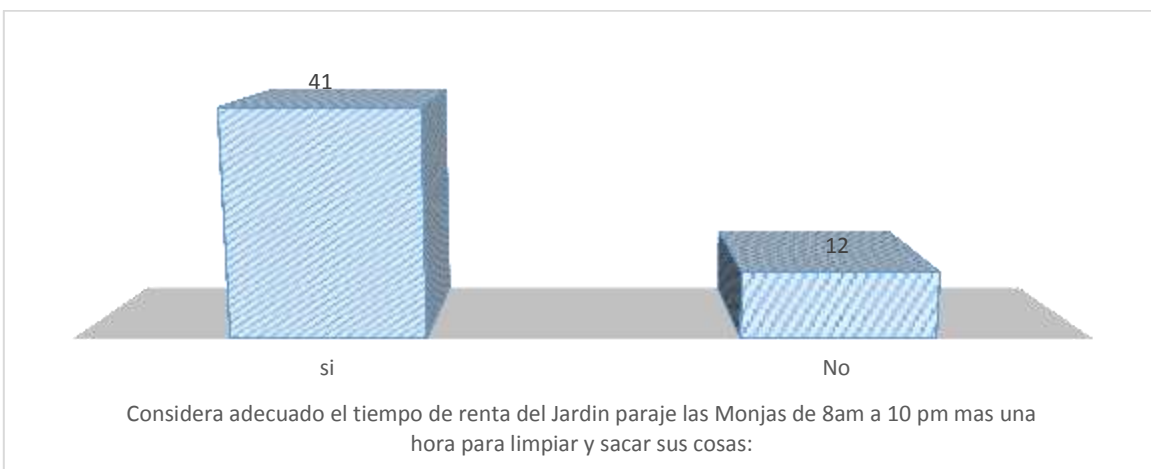 41
12
si
No
Considera adecuado el tiempo de renta del Jardin paraje las Monjas de 8am a 10 pm mas una
hora para limpiar y sacar sus cosas: